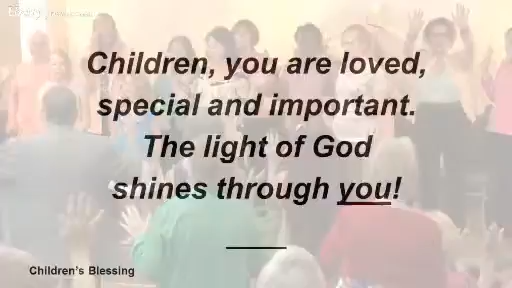 Children, you are loved,
special and important.
The light of God
shines through you!
Children's Blessing